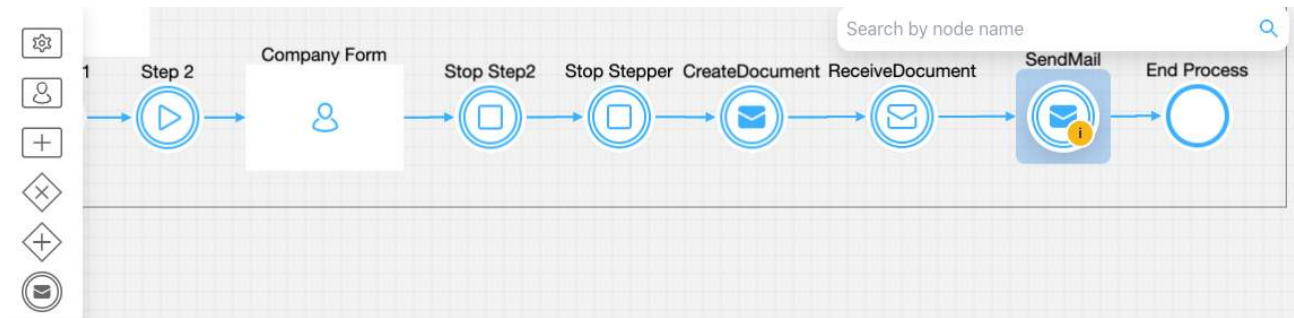 Search by node name
1
Step 2
Company Form
Stop Step2
Stop Stepper
CreateDocument
ReceiveDocument
SendMail
i
End Process